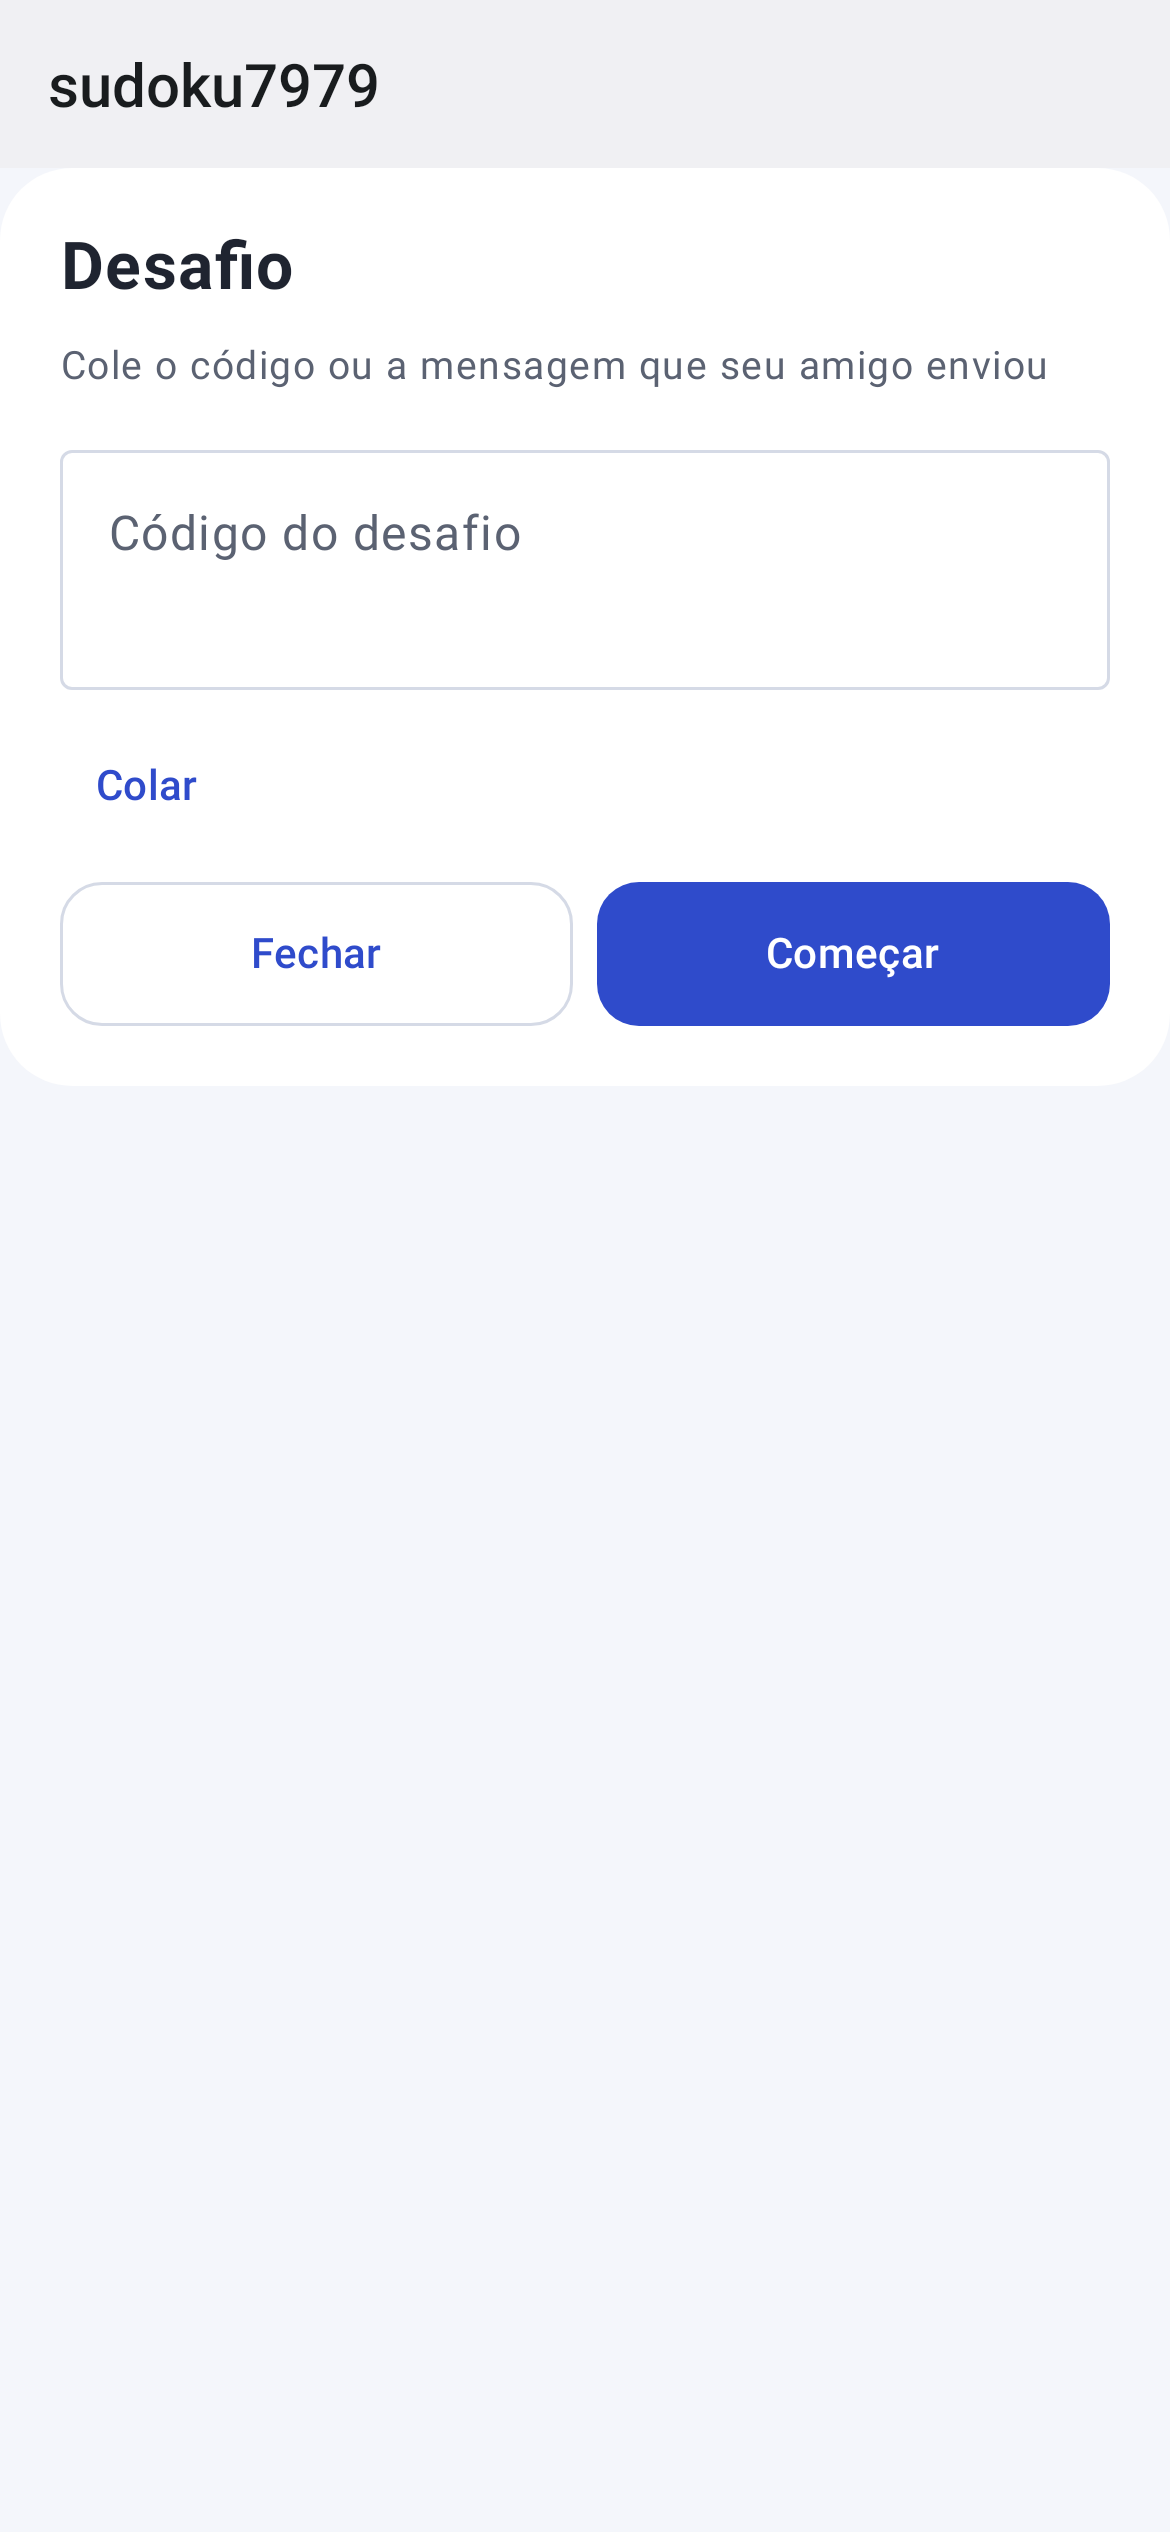 sudoku7979
Desafio
Cole o código ou a mensagem que seu amigo enviou
Código do desafio
Colar
Fechar
Começar